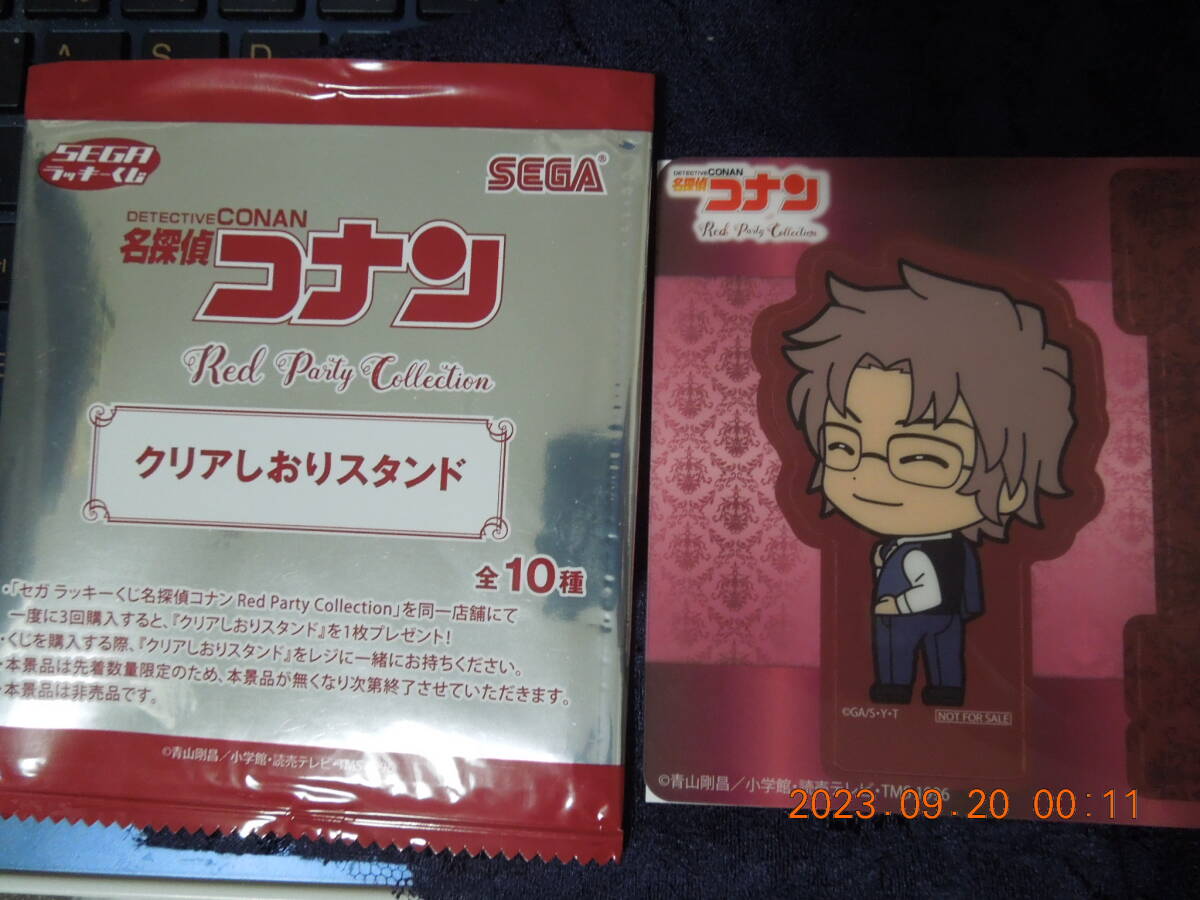 A S D
SEGA
ラッキーくじ
SEGA®
DETECTIVE CONAN
名探偵コナン
Red Party Collection
クリアしおりスタンド
全10種
・「セガ ラッキーくじ名探偵コナン Red Party Collection」を同一店舗にて
一度に3回購入すると、『クリアしおりスタンド』を1枚プレゼント!
・くじを購入する際、『クリアしおりスタンド』をレジに一緒にお持ちください。
・本景品は先着数量限定のため、本景品が無くなり次第終了させていただきます。
・本景品は非売品です。
©青山剛昌/小学館・読売テレビ・TMS
DETECTIVE CONAN
名探偵コナン
Red Party Collection
©GA/S・Y・T
NOT FOR SALE
©青山剛昌/小学館・読売テレビ・TMS 1996
2023.09.20 00:11